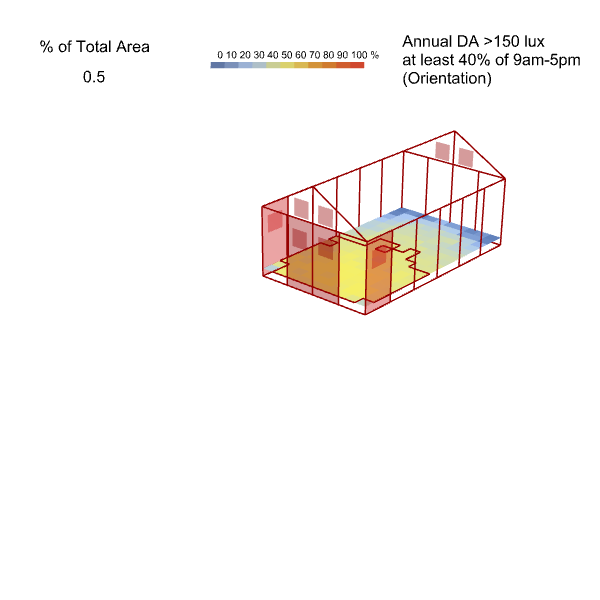 % of Total Area
0.5
0 10 20 30 40 50 60 70 80 90 100 %
Annual DA >150 lux
at least 40% of 9am-5pm
(Orientation)